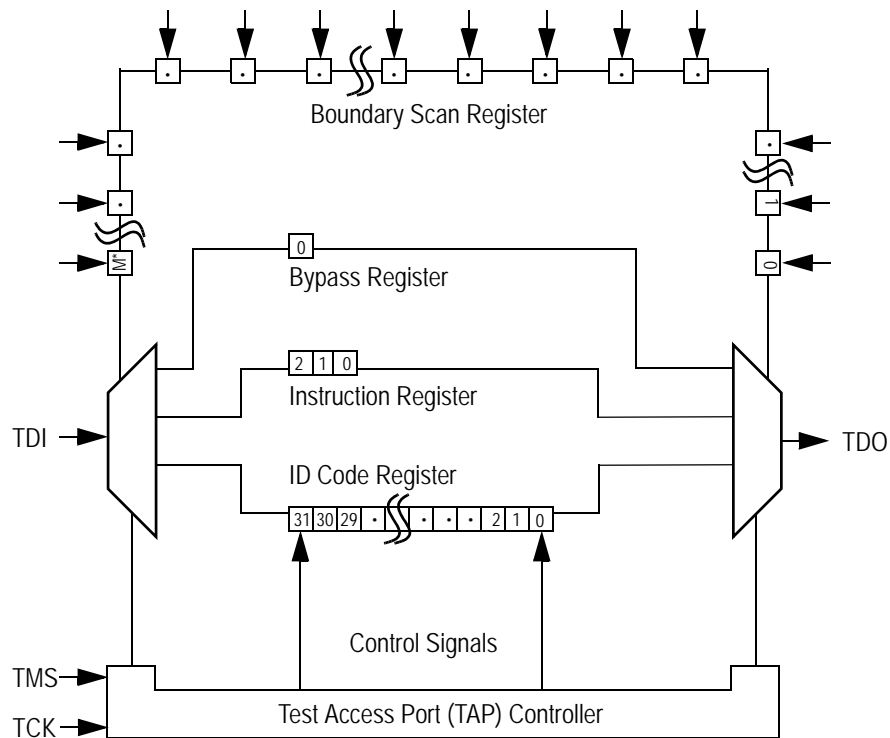 Boundary Scan Register
1
M*
0
0
Bypass Register
2 1 0
Instruction Register
TDI
TDO
ID Code Register
31 30 29 · · · · 2 1 0
Control Signals
TMS
Test Access Port (TAP) Controller
TCK